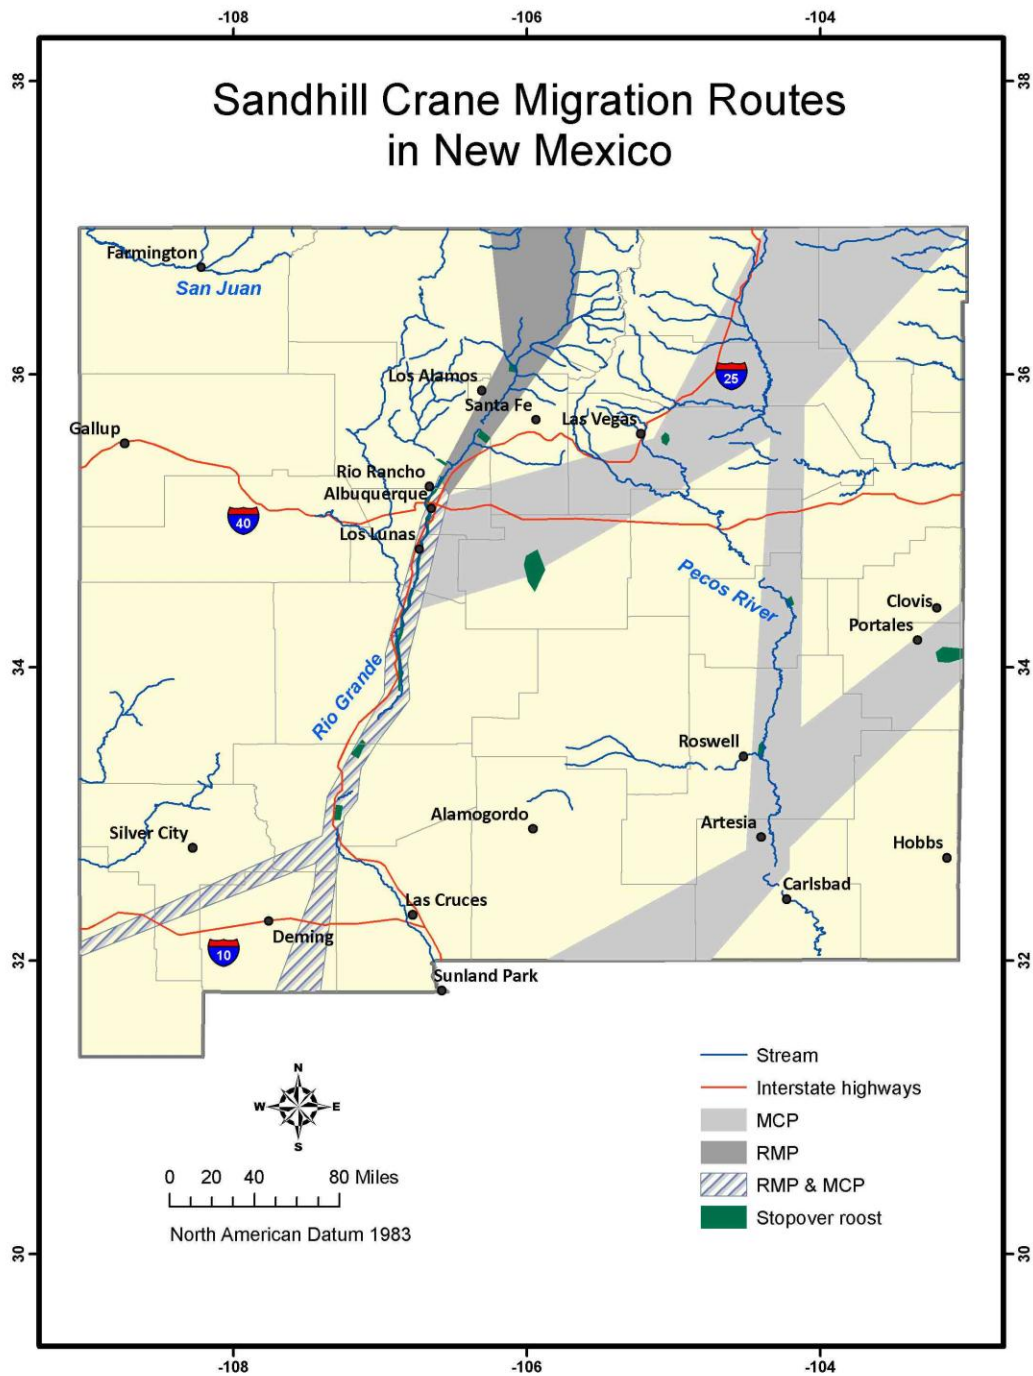 -108
-106
-104
38
38
Sandhill Crane Migration Routes
in New Mexico
Farmington
San Juan
36
36
Los Alamos
25
Santa Fe
Las Vegas
Gallup
Rio Rancho
Albuquerque
40
Los Lunas
Pecos River
Clovis
Portales
34
34
Rio Grande
Roswell
Alamogordo
Artesia
Silver City
Hobbs
Carlsbad
Las Cruces
Deming
10
32
32
Sunland Park
N
W
E
S
Stream
Interstate highways
MCP
RMP
RMP & MCP
Stopover roost
0 20 40 80 Miles
North American Datum 1983
30
30
-108
-106
-104